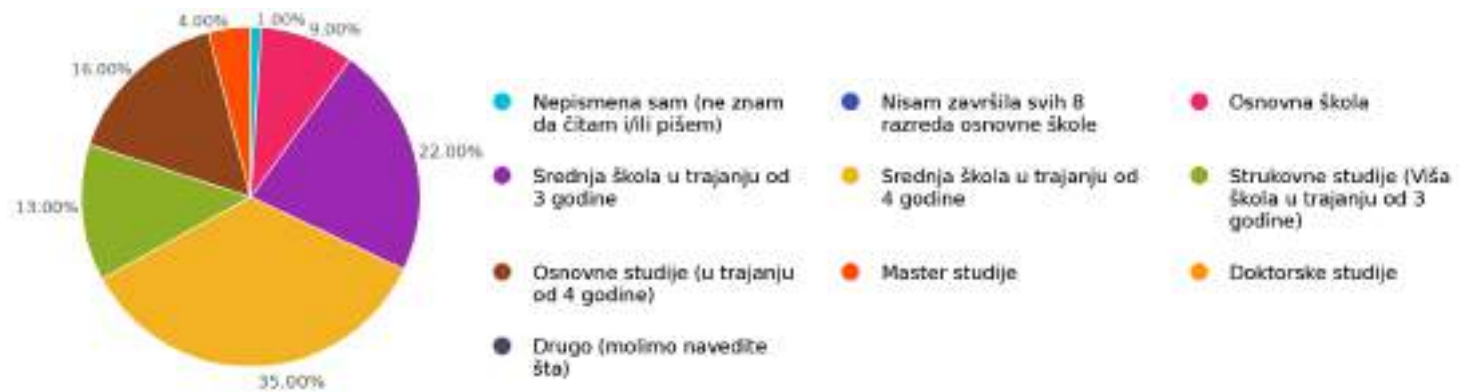 4.00%
1.00%
9.00%
16.00%
22.00%
13.00%
35.00%
Nepismena sam (ne znam
da čitam i/ili pišem)
Nisam završila svih 8
razreda osnovne škole
Osnovna škola
Srednja škola u trajanju od
3 godine
Srednja škola u trajanju od
4 godine
Strukovne studije (Viša
škola u trajanju od 3
godine)
Osnovne studije (u trajanju
od 4 godine)
Master studije
Doktorske studije
Drugo (molimo navedite
šta)